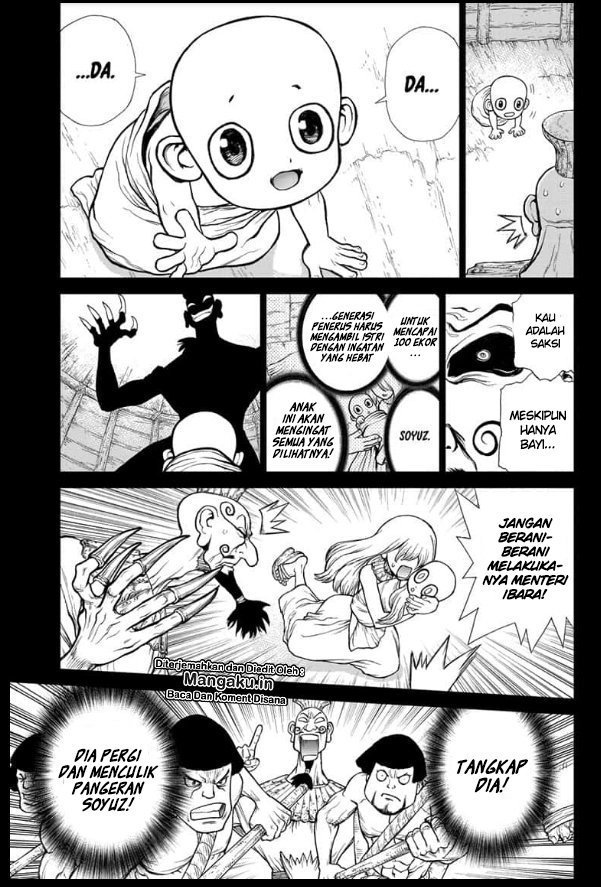 DA...
...DA.
KAU
ADALAH
SAKSI
MESKIPUN
HANYA
BAYI...
UNTUK
MENCAPAI
100 EKOR
...
...GENERASI
PENERUS HARUS
MENGAMBIL ISTRI
DENGAN INGATAN
YANG HEBAT
SOYUZ.
ANAK
INI AKAN
MENGINGAT
SEMUA YANG
DILIHATNYA!
JANGAN
BERANI-
BERANI
MELAKUKA-
NYA MENTERI
IBARA!
Diterjemahkan dan Diedit Oleh:
Mangaku.in
Baca Dan Koment Disana
TANGKAP
DIA!
DIA PERGI
DAN MENCULIK
PANGERAN
SOYUZ!